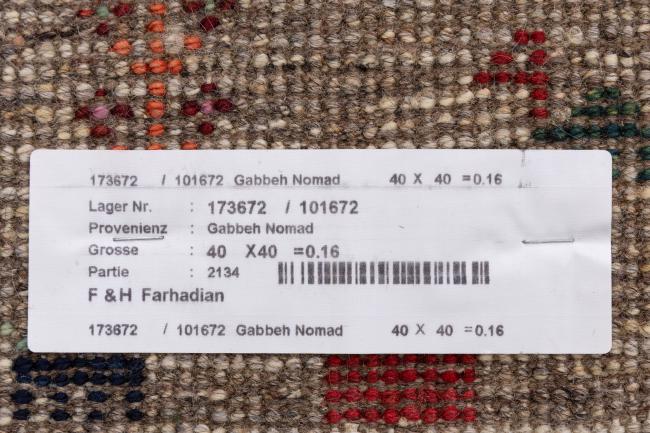 173672 / 101672 Gabbeh Nomad 40 X 40 =0.16
Lager Nr. : 173672 / 101672
Provenienz : Gabbeh Nomad
Grosse : 40 X40 =0.16
Partie : 2134
F & H Farhadian
173672 / 101672 Gabbeh Nomad 40 X 40 =0.16